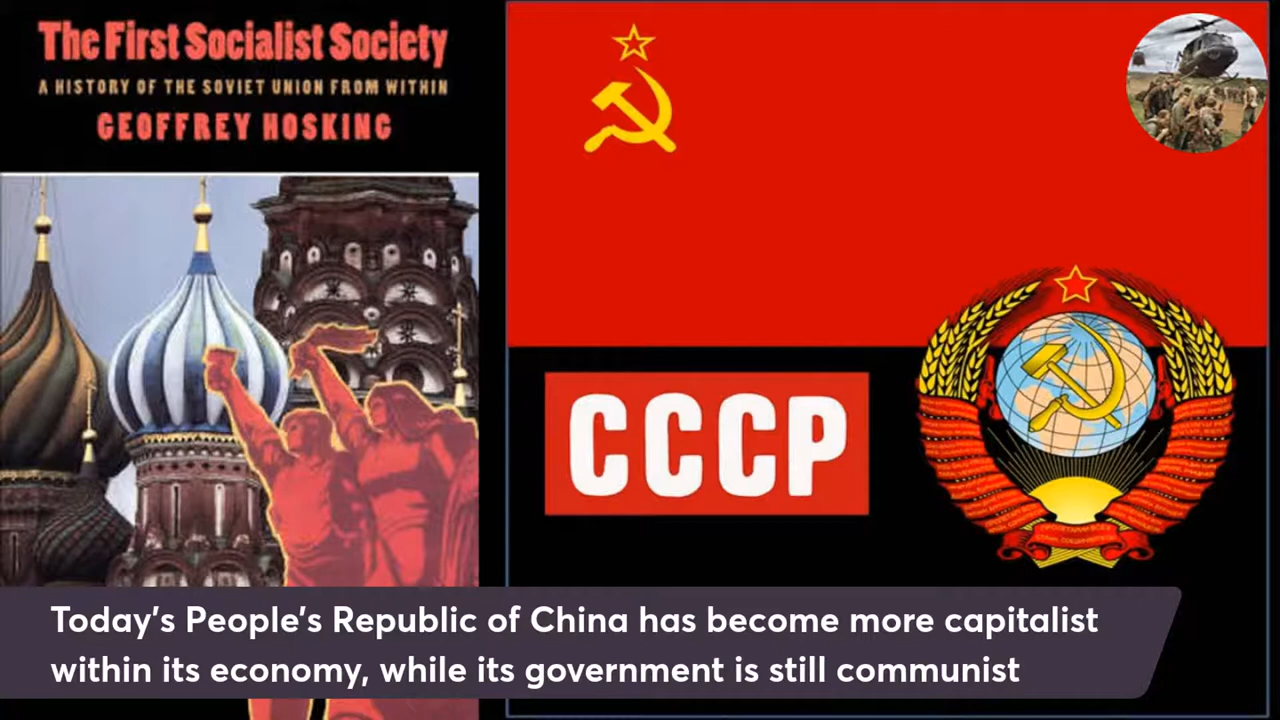 The First Socialist Society
A HISTORY OF THE SOVIET UNION FROM WITHIN
GEOFFREY HOSKING
СССР
Today's People's Republic of China has become more capitalist
within its economy, while its government is still communist